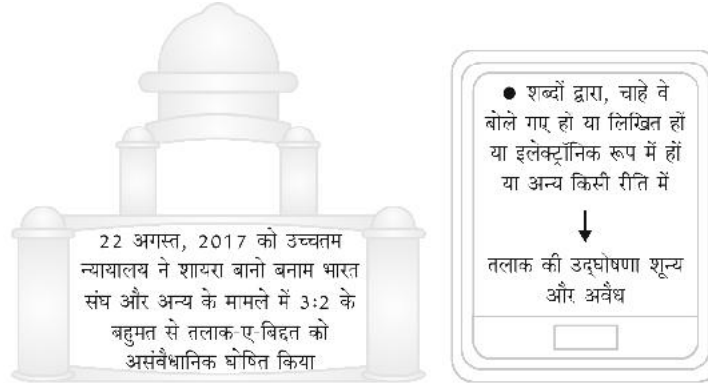 22 अगस्त, 2017 को उच्चतम
न्यायालय ने शायरा बानो बनाम भारत
संघ और अन्य के मामले में 3:2 के
बहुमत से तलाक-ए-बिद्दत को
असंवैधानिक घोषित किया
● शब्दों द्वारा, चाहे वे
बोले गए हो या लिखित हों
या इलेक्ट्रॉनिक रूप में हों
या अन्य किसी रीति में
तलाक की उद्घोषणा शून्य
और अवैध